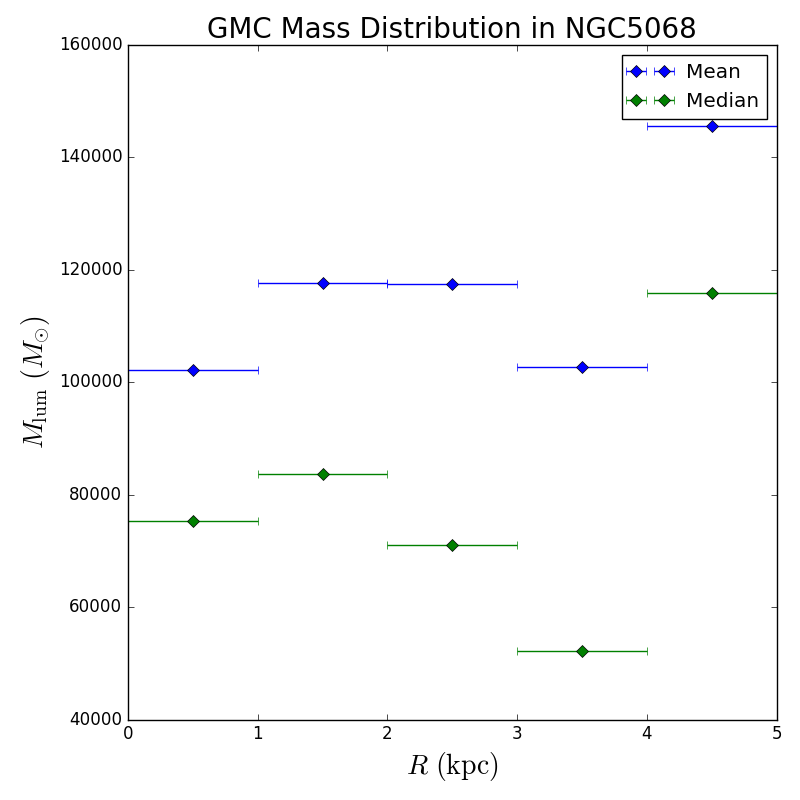 GMC Mass Distribution in NGC5068
Mean
Median
160000
140000
120000
100000
80000
60000
40000
M_lum (M_⊙)
0 1 2 3 4 5
R (kpc)